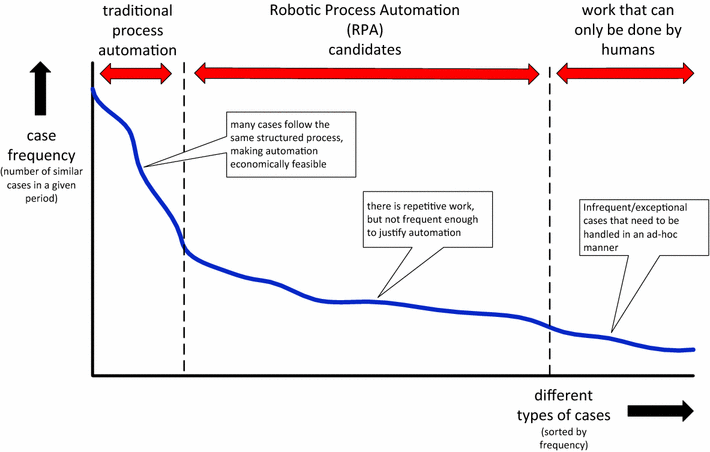 traditional
process
automation
Robotic Process Automation
(RPA)
candidates
work that can
only be done by
humans
case
frequency
(number of similar
cases in a given
period)
many cases follow the
same structured process,
making automation
economically feasible
there is repetitive work,
but not frequent enough
to justify automation
Infrequent/exceptional
cases that need to be
handled in an ad-hoc
manner
different
types of cases
(sorted by
frequency)